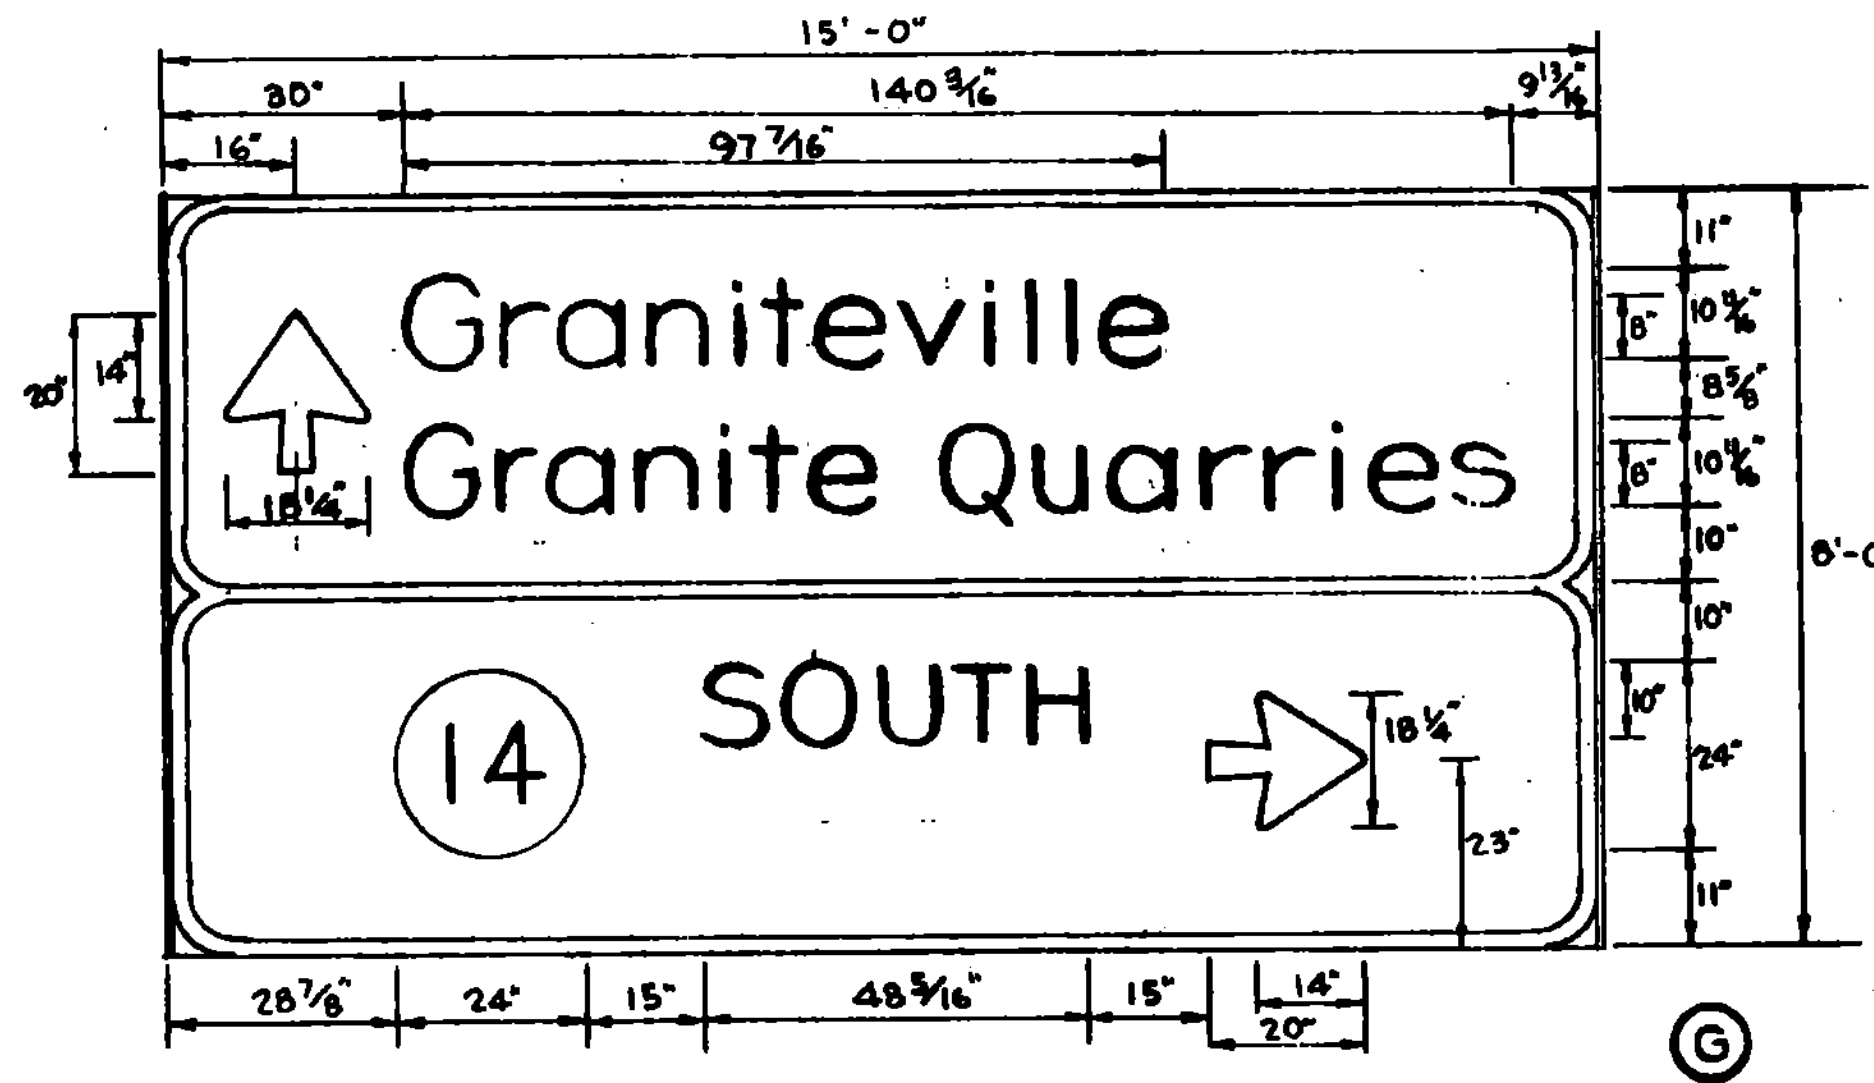 15'-0"
30" 140 3/16" 9 13/16"
16" 97 7/16"
11"
Graniteville
10 11/16"
8"
20" 14"
8 5/8"
Granite Quarries
10 11/16"
8"
18 1/4"
10"
8'-0
10"
SOUTH
10"
14
18 1/4"
24"
23"
11"
28 7/8" 24" 15" 48 5/16" 15" 14"
20"
G